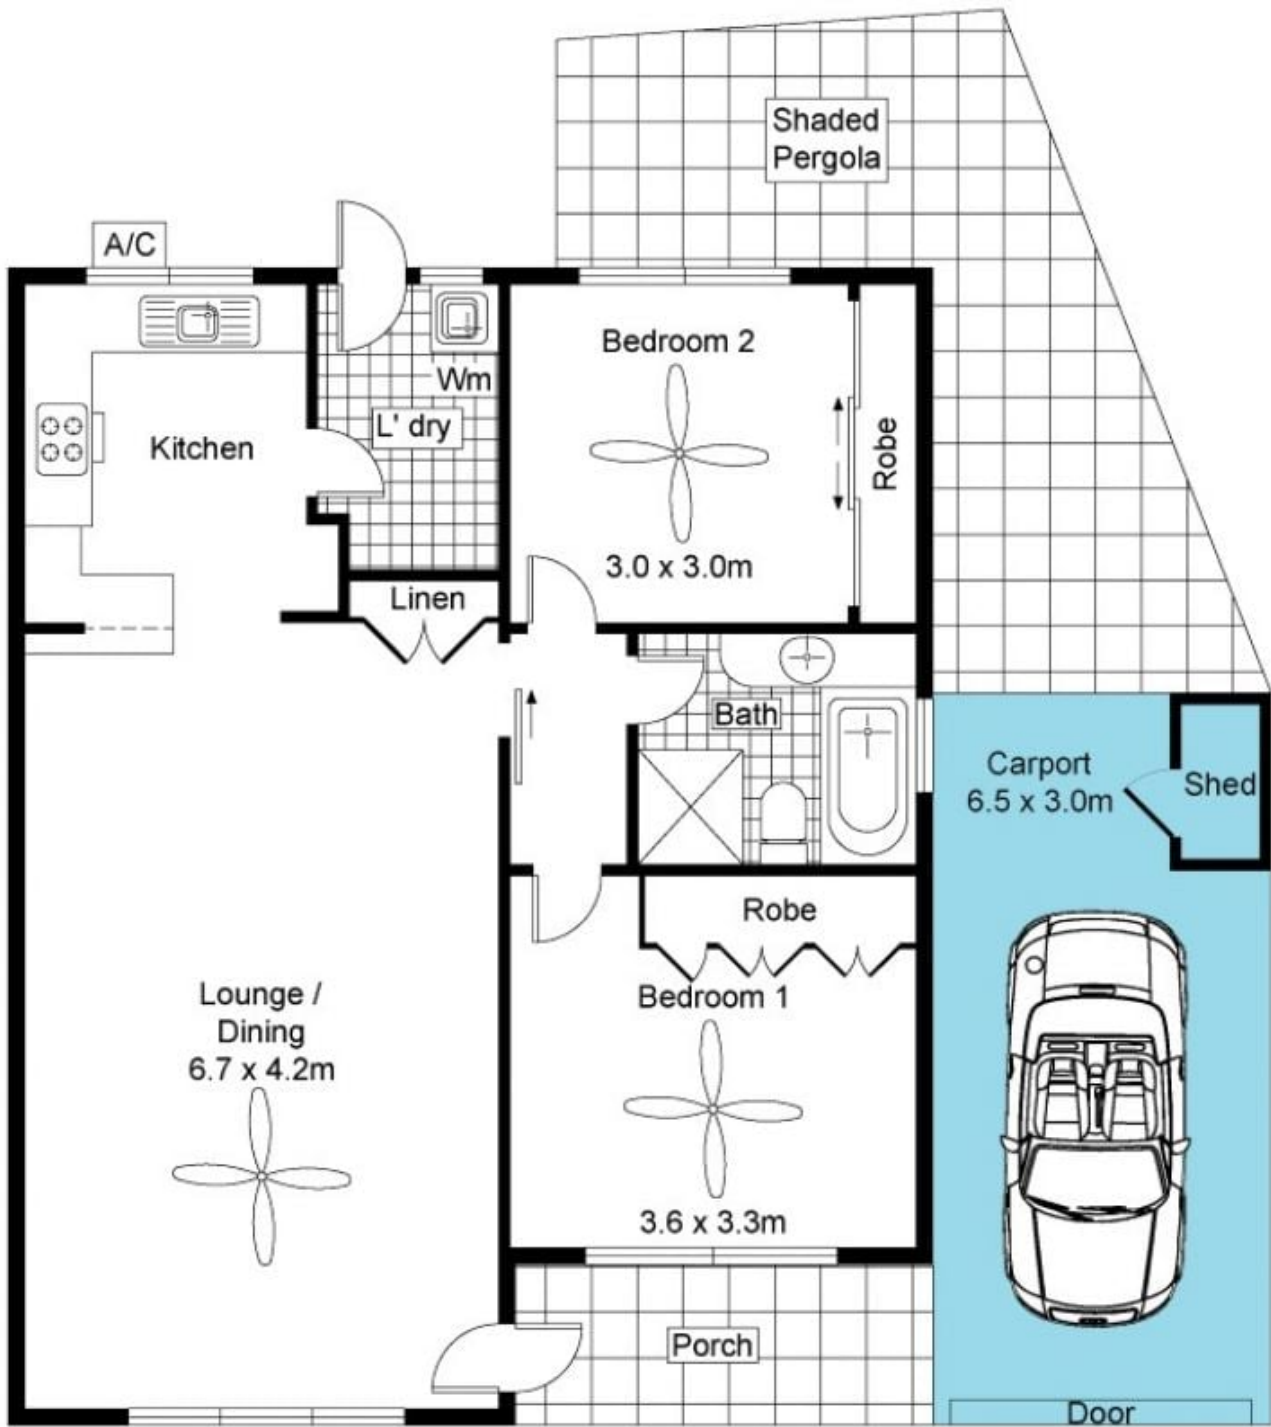 Shaded
Pergola
A/C
Bedroom 2
Wm
L' dry
Kitchen
Robe
3.0 x 3.0m
Linen
Bath
Carport
6.5 x 3.0m
Shed
Robe
Lounge /
Dining
6.7 x 4.2m
Bedroom 1
3.6 x 3.3m
Porch
Door